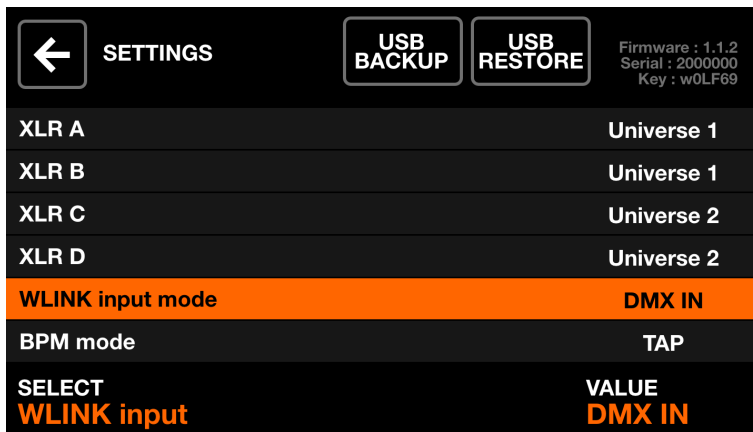 SETTINGS
USB
BACKUP
USB
RESTORE
Firmware : 1.1.2
Serial : 2000000
Key : w0LF69
XLR A Universe 1
XLR B Universe 1
XLR C Universe 2
XLR D Universe 2
WLINK input mode DMX IN
BPM mode TAP
SELECT VALUE
WLINK input DMX IN